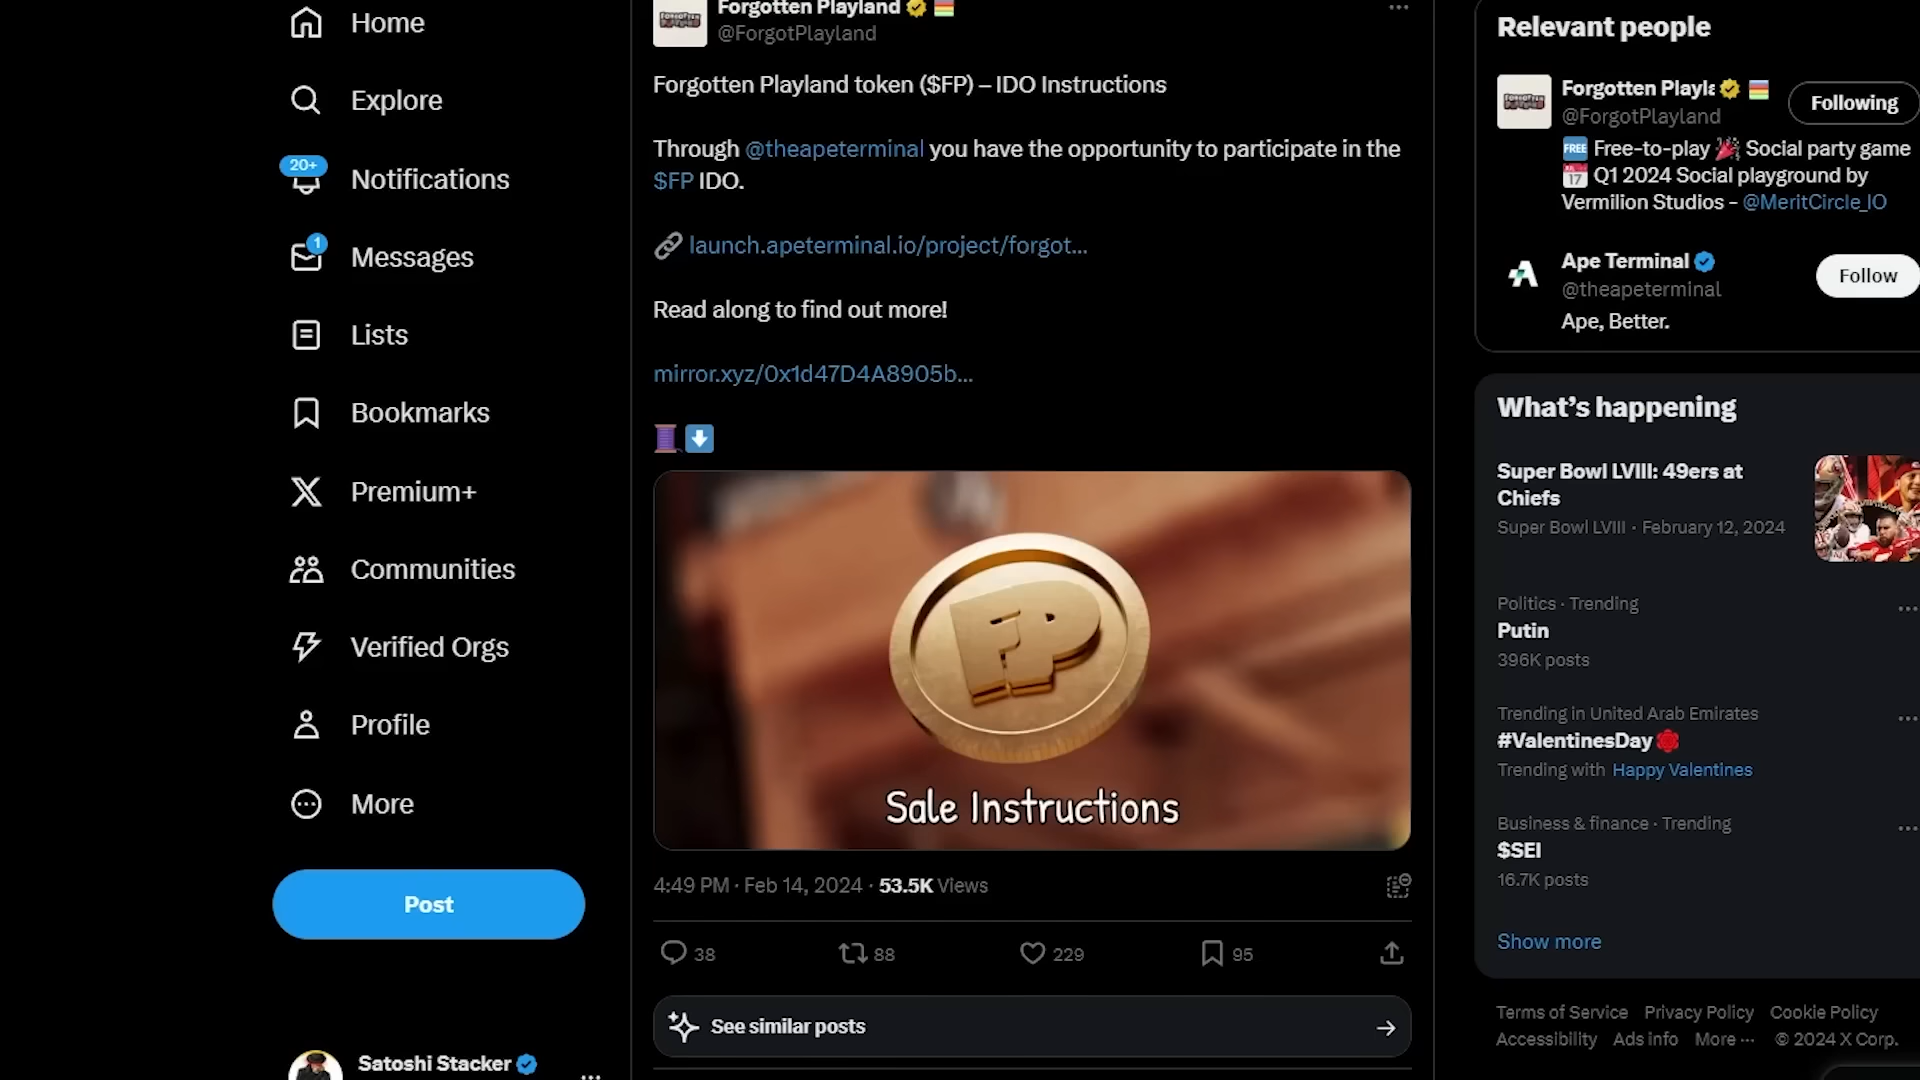 Home
Explore
20+
Notifications
1
Messages
Lists
Bookmarks
Premium+
Communities
Verified Orgs
Profile
More
Post
Satoshi Stacker
Forgotten Playland
@ForgotPlayland
Forgotten Playland token ($FP) – IDO Instructions
Through @theapeterminal you have the opportunity to participate in the
$FP IDO.
launch.apeterminal.io/project/forgot...
Read along to find out more!
mirror.xyz/0x1d47D4A8905b...
FP
Sale Instructions
4:49 PM · Feb 14, 2024 · 53.5K Views
38
88
229
95
See similar posts
Relevant people
Forgotten Playla
@ForgotPlayland
Following
FREE Free-to-play Social party game
JUL 17 Q1 2024 Social playground by
Vermilion Studios – @MeritCircle_IO
Ape Terminal
@theapeterminal
Follow
Ape, Better.
What's happening
Super Bowl LVIII: 49ers at
Chiefs
Super Bowl LVIII · February 12, 2024
Politics · Trending
Putin
396K posts
Trending in United Arab Emirates
#ValentinesDay
Trending with Happy Valentines
Business & finance · Trending
$SEI
16.7K posts
Show more
Terms of Service Privacy Policy Cookie Policy
Accessibility Ads info More ··· © 2024 X Corp.